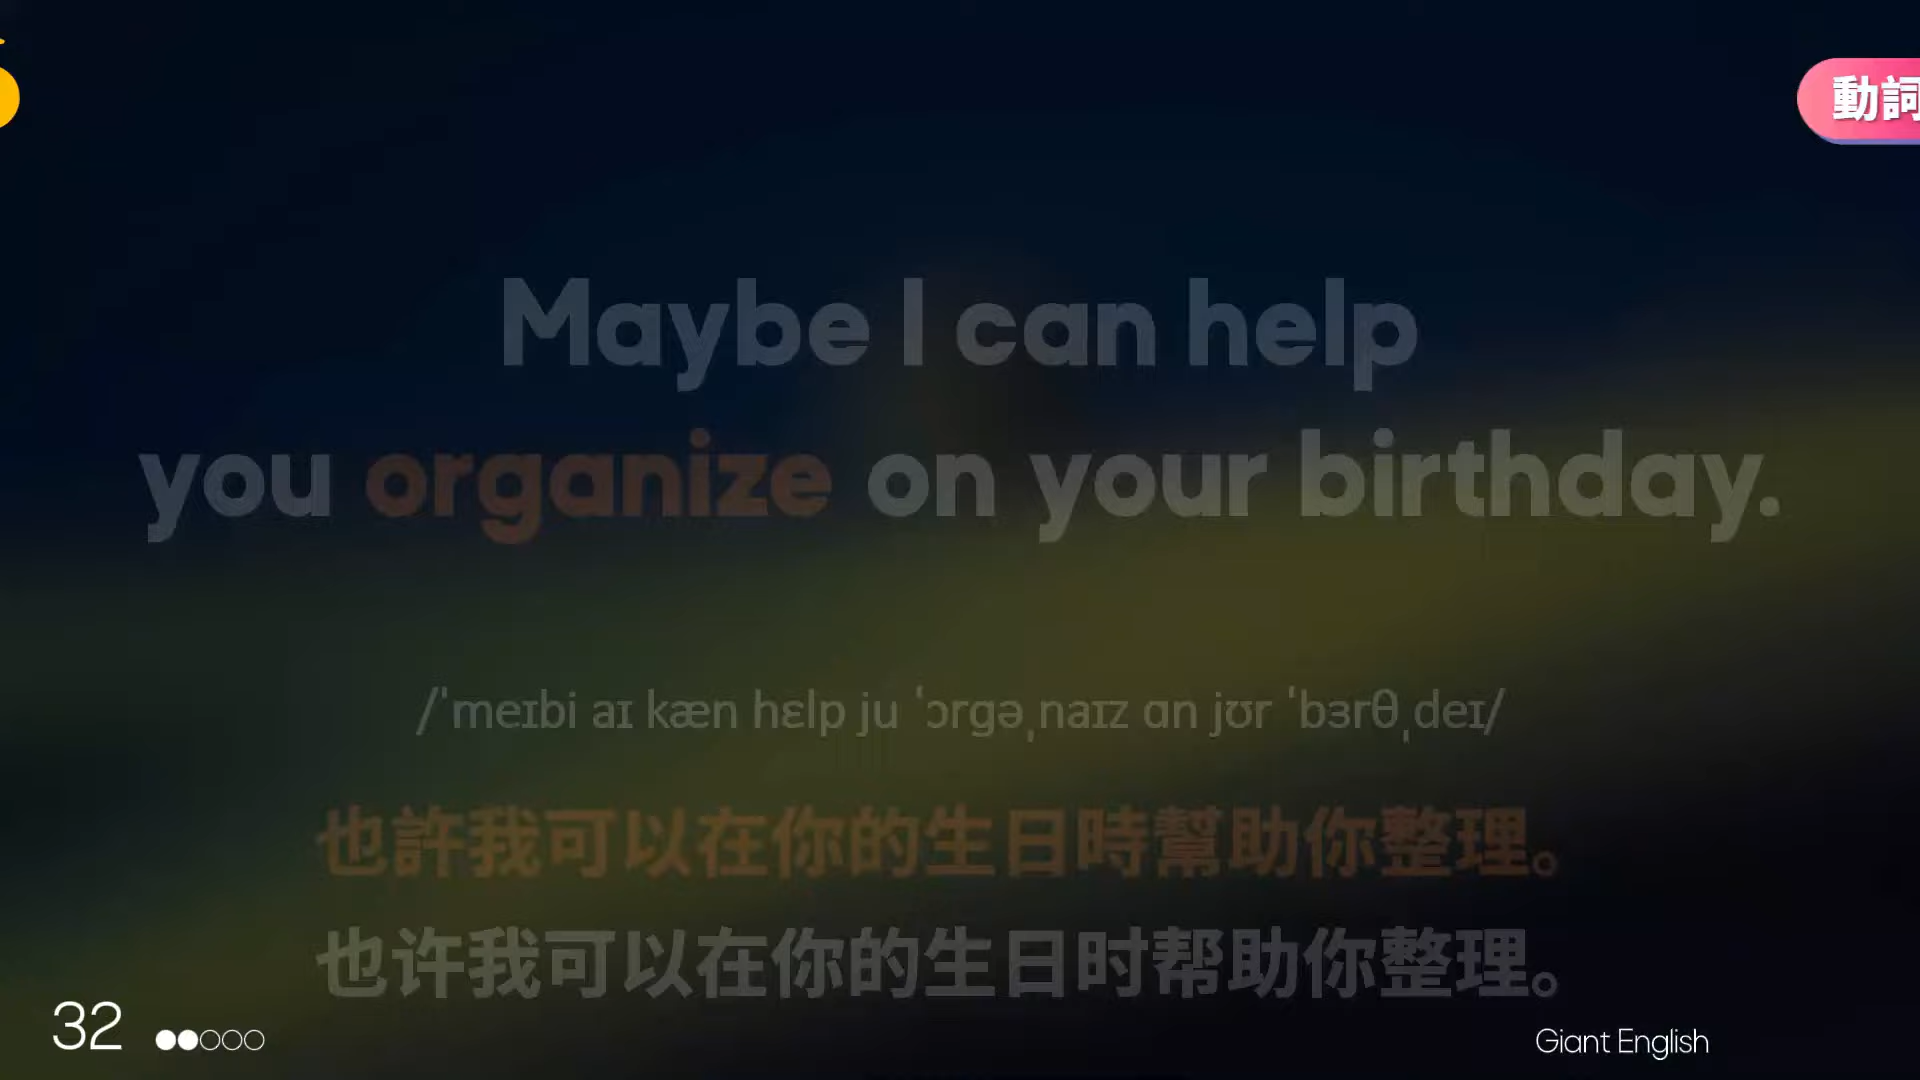 動詞
Maybe I can help
you organize on your birthday.
/ˈmeɪbi aɪ kæn hɛlp ju ˈɔrgəˌnaɪz ɑn jʊr ˈbɜrθˌdeɪ/
也許我可以在你的生日時幫助你整理。
也许我可以在你的生日时帮助你整理。
32
Giant English